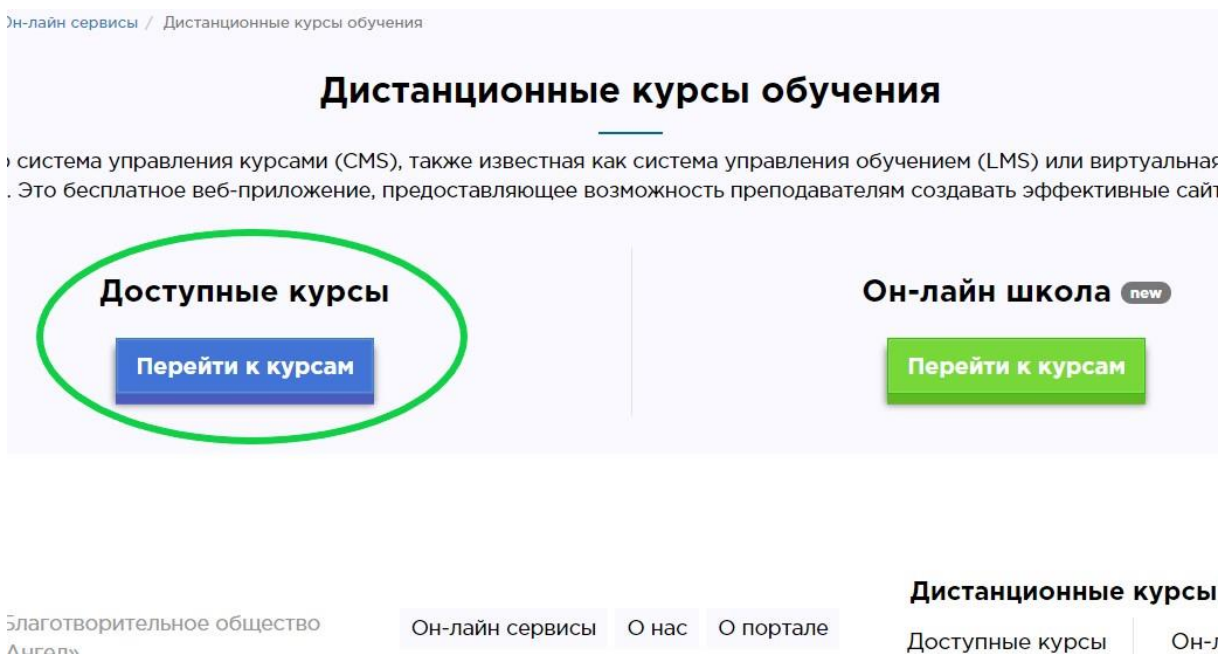 Он-лайн сервисы / Дистанционные курсы обучения
Дистанционные курсы обучения
система управления курсами (CMS), также известная как система управления обучением (LMS) или виртуальная
. Это бесплатное веб-приложение, предоставляющее возможность преподавателям создавать эффективные сайт
Доступные курсы
Он-лайн школа new
Перейти к курсам
Перейти к курсам
Дистанционные курсы
Благотворительное общество
Он-лайн сервисы О нас О портале
Доступные курсы